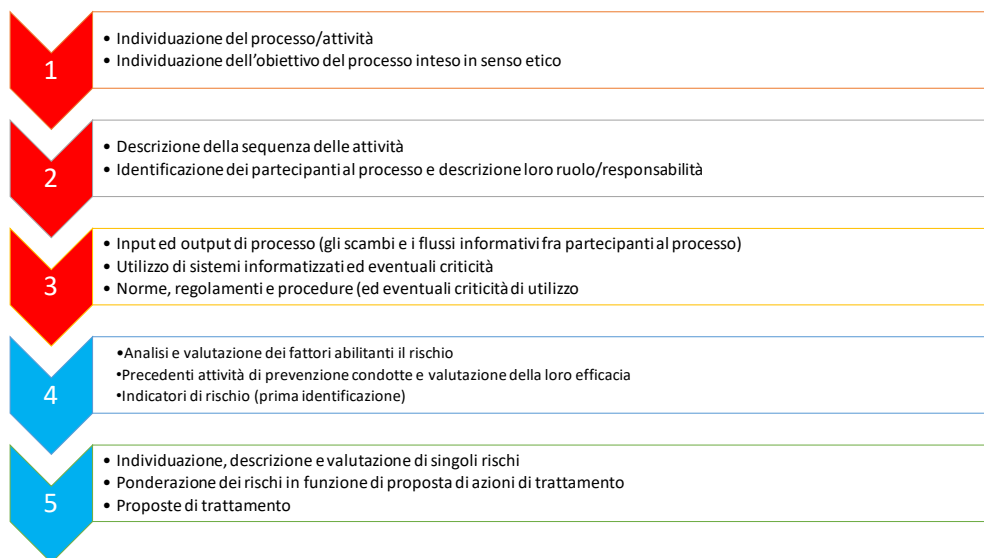 1
• Individuazione del processo/attività
• Individuazione dell’obiettivo del processo inteso in senso etico
2
• Descrizione della sequenza delle attività
• Identificazione dei partecipanti al processo e descrizione loro ruolo/responsabilità
3
• Input ed output di processo (gli scambi e i flussi informativi fra partecipanti al processo)
• Utilizzo di sistemi informatizzati ed eventuali criticità
• Norme, regolamenti e procedure (ed eventuali criticità di utilizzo
4
•Analisi e valutazione dei fattori abilitanti il rischio
•Precedenti attività di prevenzione condotte e valutazione della loro efficacia
•Indicatori di rischio (prima identificazione)
5
• Individuazione, descrizione e valutazione di singoli rischi
• Ponderazione dei rischi in funzione di proposta di azioni di trattamento
• Proposte di trattamento